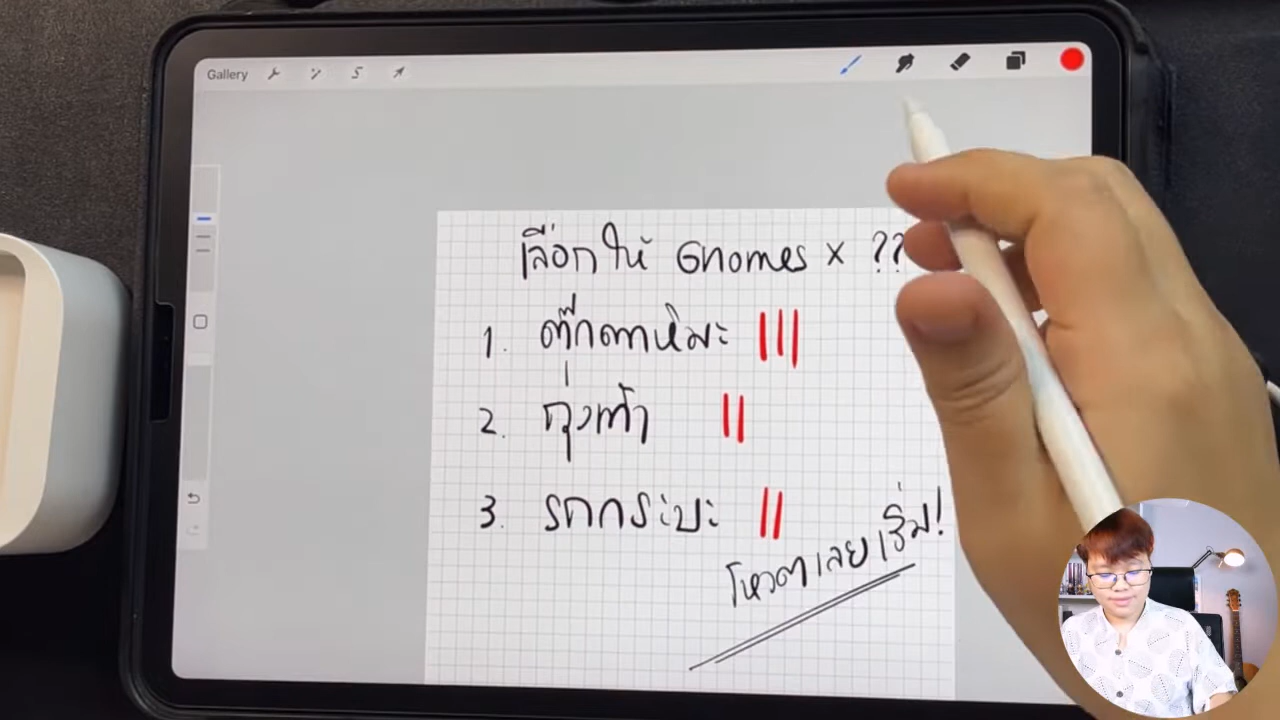 Gallery
เลือกให้ Gnomes x ??
1. ตุ๊กตาหิมะ
2. กุ้งเต้า
3. รถกระบะ
โหวตเลย เริ่ม!